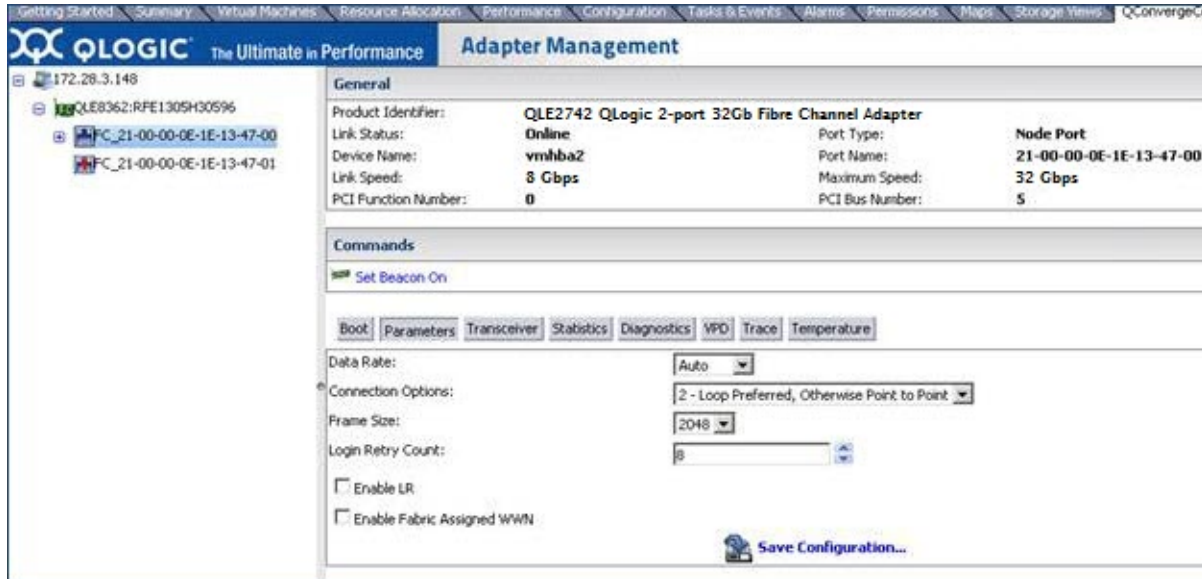 Getting Started Summary Virtual Machines Resource Allocation Performance Configuration Tasks & Events Alarms Permissions Maps Storage Views QConvergeC
QLOGIC The Ultimate in Performance Adapter Management
172.28.3.148
QLE8362:RFE1305H30596
FC_21-00-00-0E-1E-13-47-00
FC_21-00-00-0E-1E-13-47-01
General
Product Identifier: QLE2742 QLogic 2-port 32Gb Fibre Channel Adapter
Link Status: Online Port Type: Node Port
Device Name: vmhba2 Port Name: 21-00-00-0E-1E-13-47-00
Link Speed: 8 Gbps Maximum Speed: 32 Gbps
PCI Function Number: 0 PCI Bus Number: 5
Commands
Set Beacon On
Boot Parameters Transceiver Statistics Diagnostics VPD Trace Temperature
Data Rate: Auto
Connection Options: 2 - Loop Preferred, Otherwise Point to Point
Frame Size: 2048
Login Retry Count: 8
Enable LR
Enable Fabric Assigned WWN
Save Configuration...